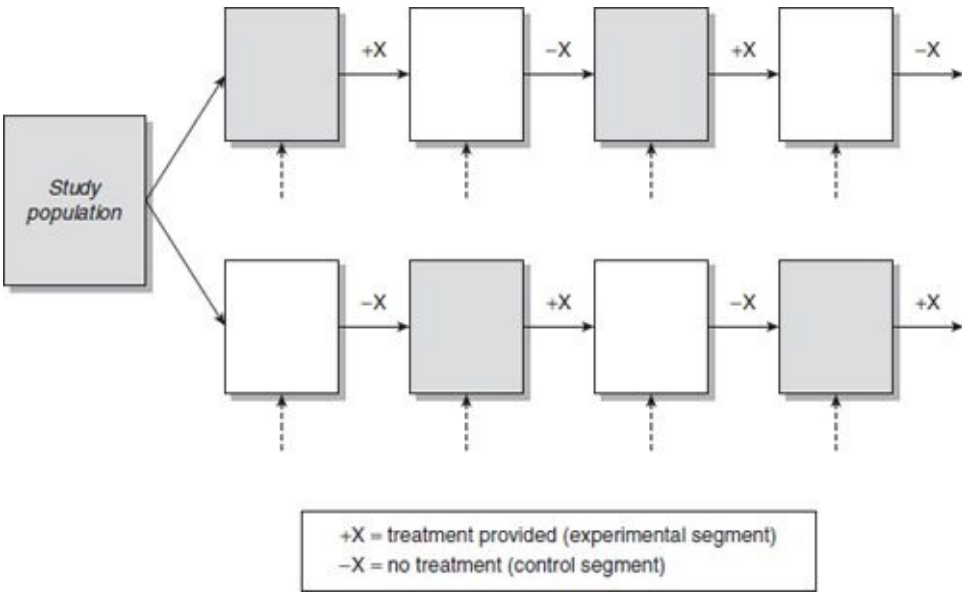 +X
−X
+X
−X
Study
population
−X
+X
−X
+X
+X = treatment provided (experimental segment)
−X = no treatment (control segment)